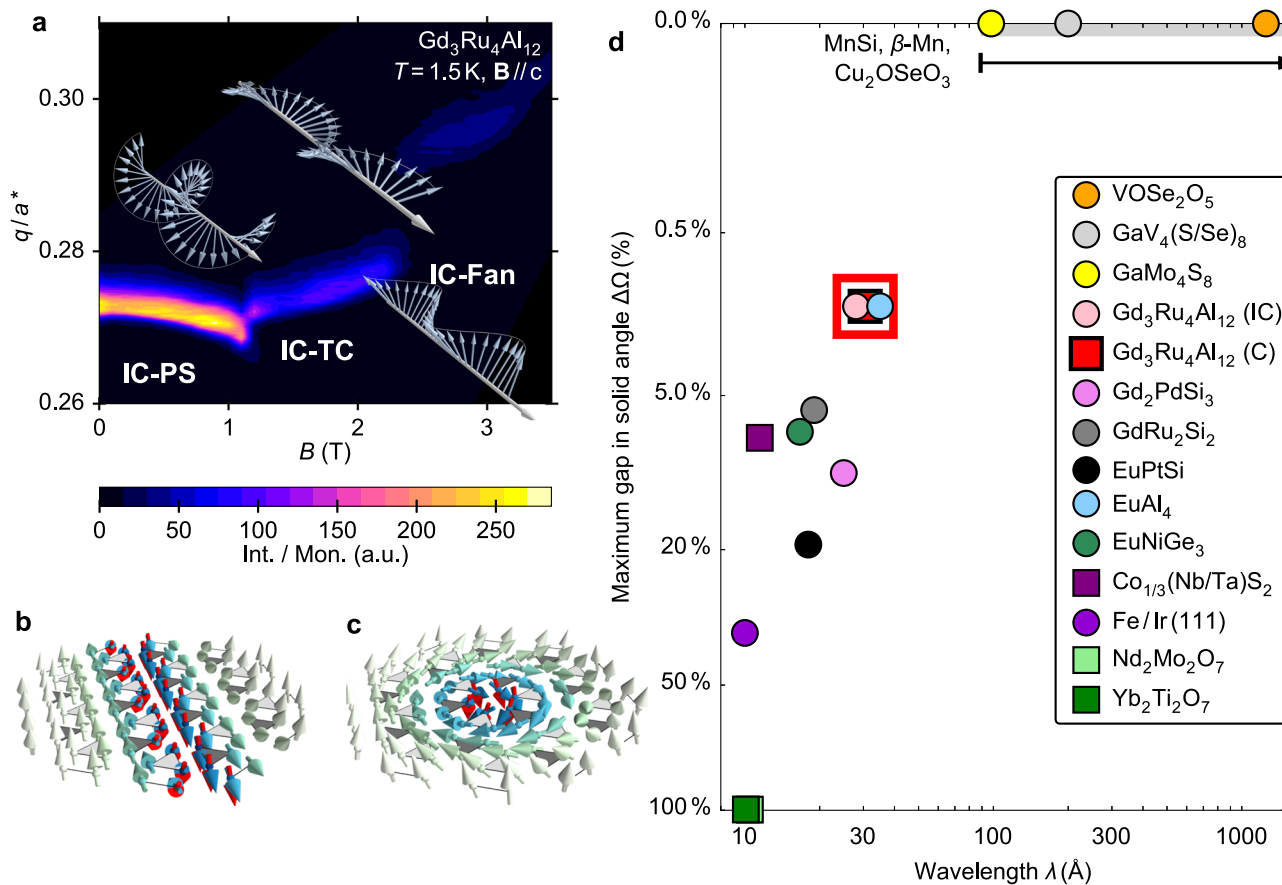 a
Gd₃Ru₄Al₁₂
T = 1.5 K, B // c
0.30
0.28
0.26
q / a*
IC-PS
IC-TC
IC-Fan
0
1
2
3
B (T)
0
50
100
150
200
250
Int. / Mon. (a.u.)
b
c
d
0.0 %
0.5 %
5.0 %
20 %
50 %
100 %
Maximum gap in solid angle ΔΩ (%)
MnSi, β-Mn,
Cu₂OSeO₃
VOSe₂O₅
GaV₄(S/Se)₈
GaMo₄S₈
Gd₃Ru₄Al₁₂ (IC)
Gd₃Ru₄Al₁₂ (C)
Gd₂PdSi₃
GdRu₂Si₂
EuPtSi
EuAl₄
EuNiGe₃
Co₁/₃(Nb/Ta)S₂
Fe / Ir (111)
Nd₂Mo₂O₇
Yb₂Ti₂O₇
10
30
100
300
1000
Wavelength λ (Å)